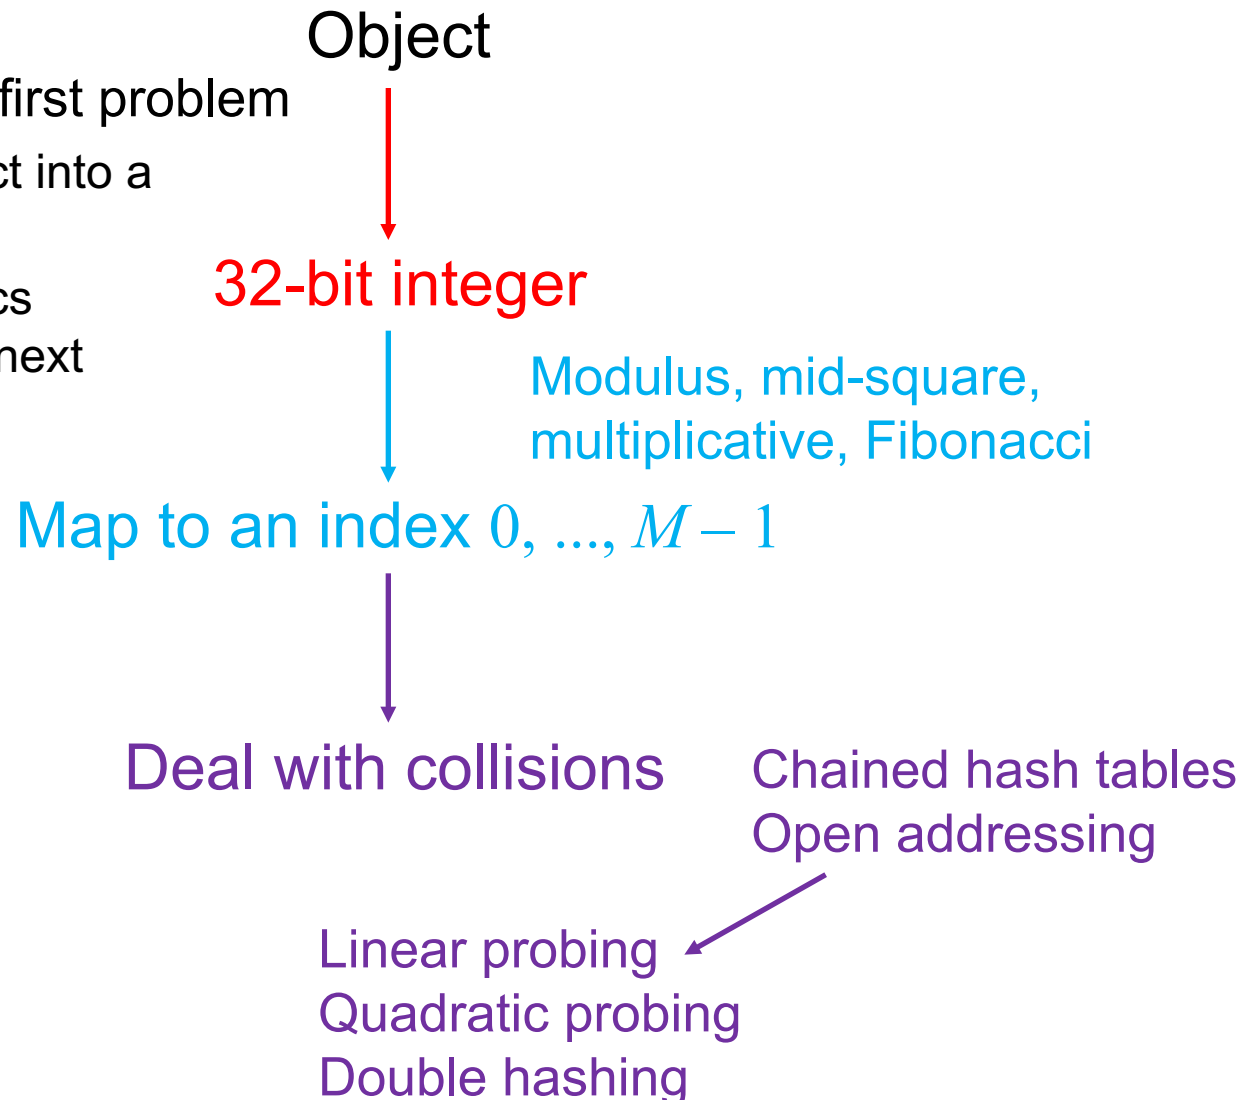 Object
first problem
ct into a
32-bit integer
cs
next
Modulus, mid-square,
multiplicative, Fibonacci
Map to an index 0, ..., M – 1
Deal with collisions
Chained hash tables
Open addressing
Linear probing
Quadratic probing
Double hashing